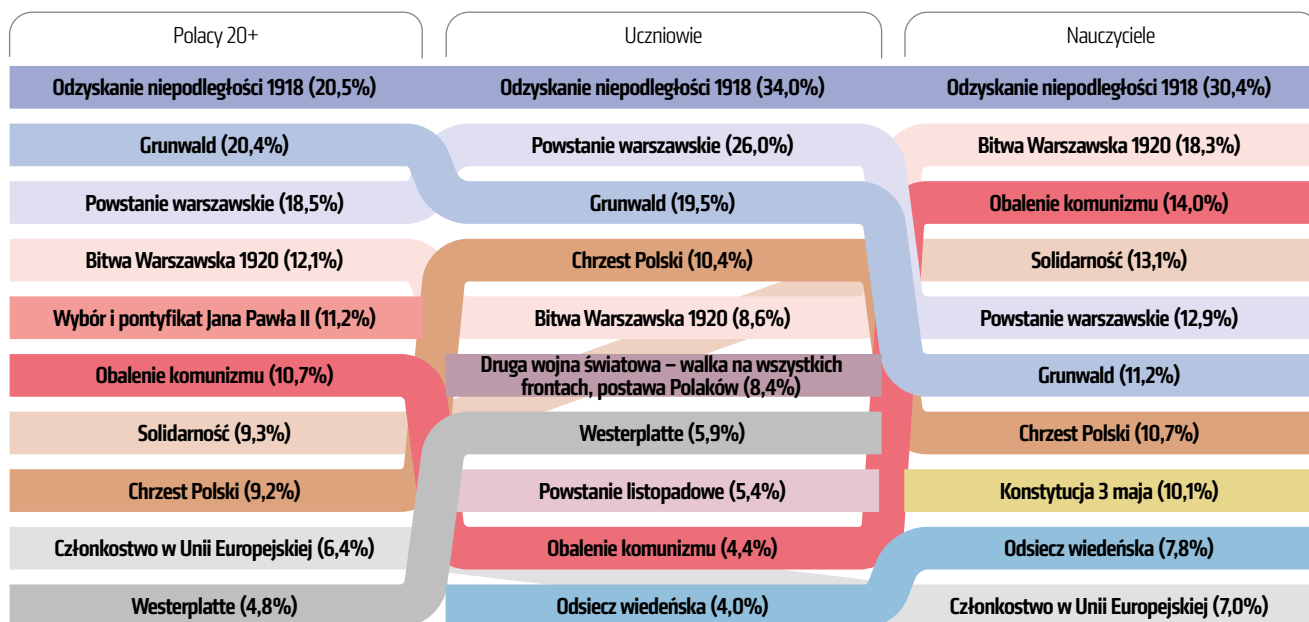 Polacy 20+
Odzyskanie niepodległości 1918 (20,5%)
Grunwald (20,4%)
Powstanie warszawskie (18,5%)
Bitwa Warszawska 1920 (12,1%)
Wybór i pontyfikat Jana Pawła II (11,2%)
Obalenie komunizmu (10,7%)
Solidarność (9,3%)
Chrzest Polski (9,2%)
Członkostwo w Unii Europejskiej (6,4%)
Westerplatte (4,8%)
Uczniowie
Odzyskanie niepodległości 1918 (34,0%)
Powstanie warszawskie (26,0%)
Grunwald (19,5%)
Chrzest Polski (10,4%)
Bitwa Warszawska 1920 (8,6%)
Druga wojna światowa – walka na wszystkich
frontach, postawa Polaków (8,4%)
Westerplatte (5,9%)
Powstanie listopadowe (5,4%)
Obalenie komunizmu (4,4%)
Odsiecz wiedeńska (4,0%)
Nauczyciele
Odzyskanie niepodległości 1918 (30,4%)
Bitwa Warszawska 1920 (18,3%)
Obalenie komunizmu (14,0%)
Solidarność (13,1%)
Powstanie warszawskie (12,9%)
Grunwald (11,2%)
Chrzest Polski (10,7%)
Konstytucja 3 maja (10,1%)
Odsiecz wiedeńska (7,8%)
Członkostwo w Unii Europejskiej (7,0%)